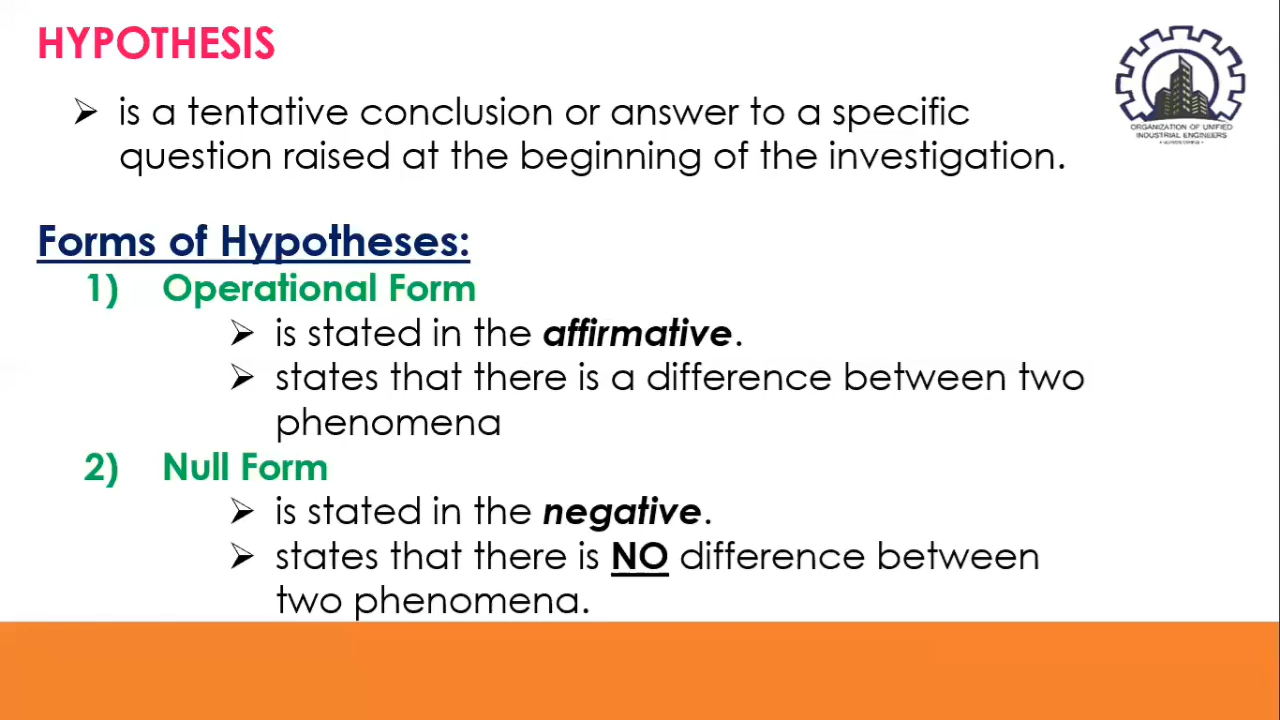 HYPOTHESIS
➢ is a tentative conclusion or answer to a specific
question raised at the beginning of the investigation.
ORGANIZATION OF UNIFIED
INDUSTRIAL ENGINEERS
Forms of Hypotheses:
1) Operational Form
➢ is stated in the affirmative.
➢ states that there is a difference between two
phenomena
2) Null Form
➢ is stated in the negative.
➢ states that there is NO difference between
two phenomena.